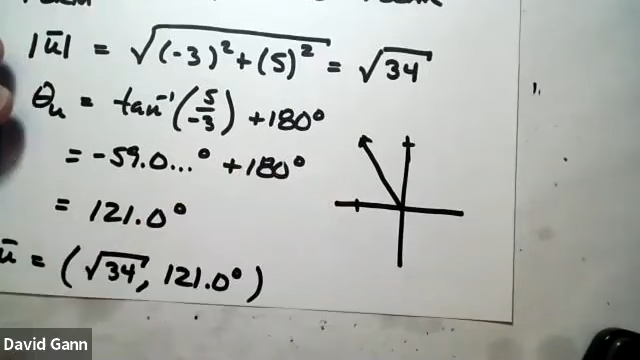 |ū| = √((-3)² + (5)²) = √34
θᵤ = tan⁻¹(5/-3) + 180°
= -59.0...° + 180°
= 121.0°
ū = (√34, 121.0°)
David Gann